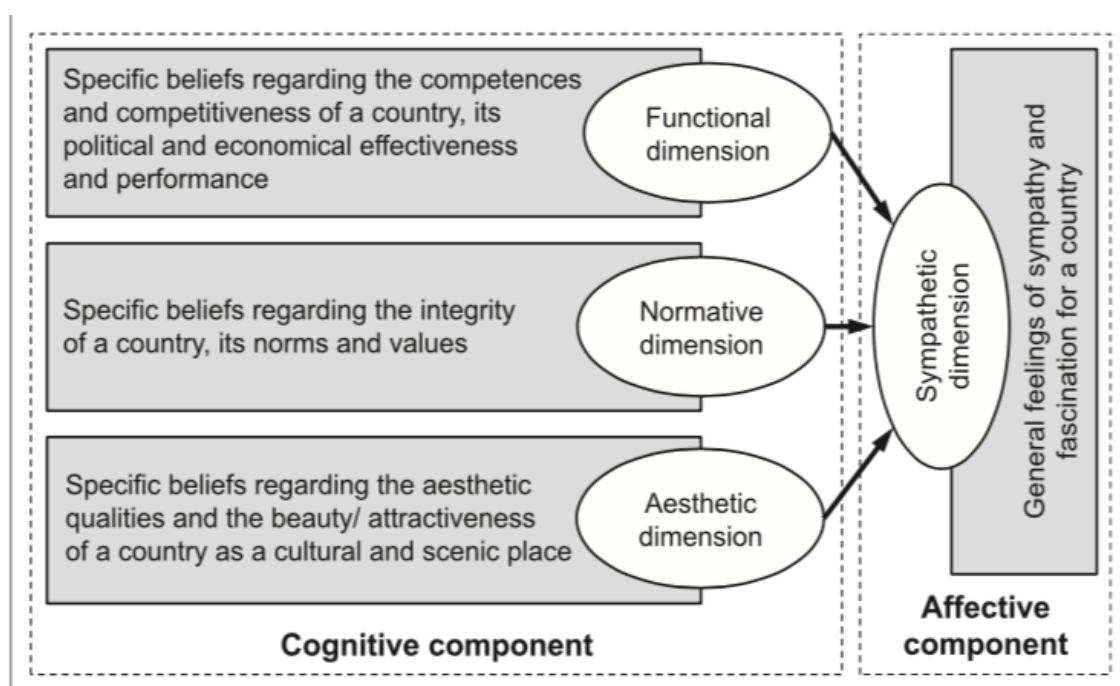 Specific beliefs regarding the competences
and competitiveness of a country, its
political and economical effectiveness
and performance
Functional
dimension
Specific beliefs regarding the integrity
of a country, its norms and values
Normative
dimension
Specific beliefs regarding the aesthetic
qualities and the beauty/ attractiveness
of a country as a cultural and scenic place
Aesthetic
dimension
Cognitive component
Sympathetic
dimension
General feelings of sympathy and
fascination for a country
Affective
component